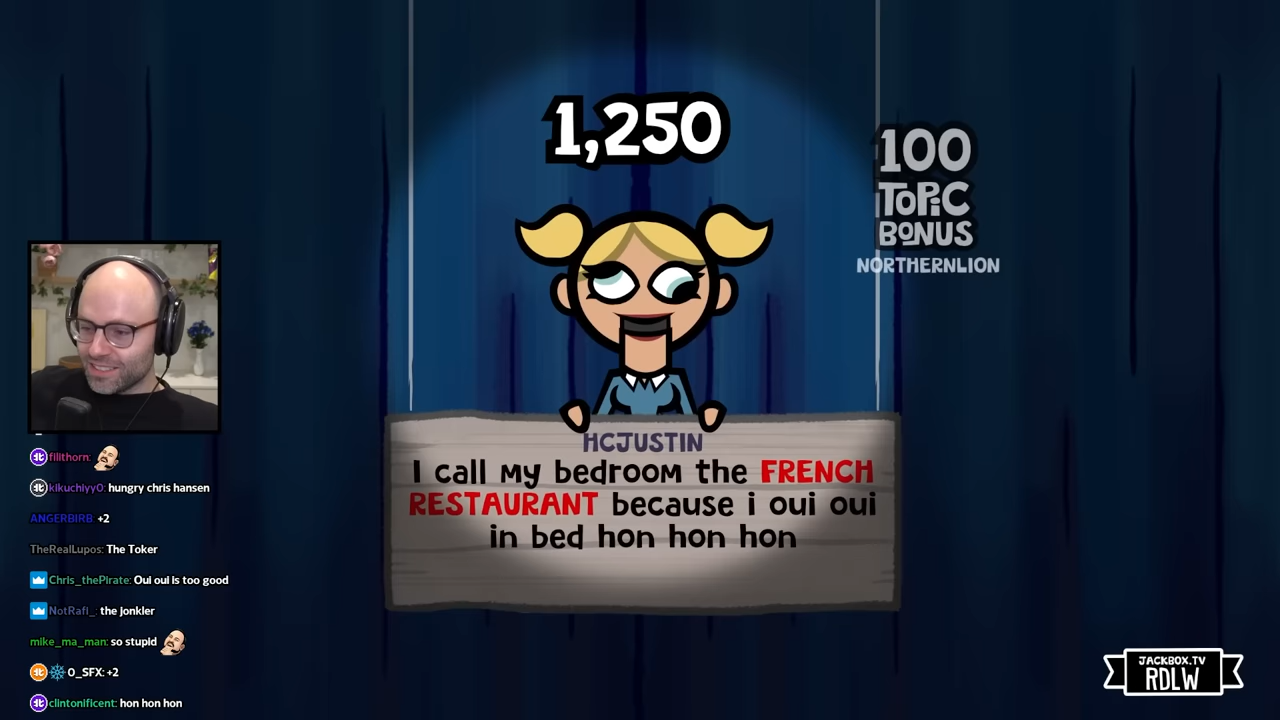 1,250
100
TOPIC
BONUS
NORTHERNLION
HCJUSTIN
I call my bedroom the FRENCH
RESTAURANT because i oui oui
in bed hon hon hon
fillthorn:
kikuchiyy0: hungry chris hansen
ANGERBIRB: +2
TheRealLupos: The Toker
Chris_thePirate: Oui oui is too good
NotRafi_: the jonkler
mike_ma_man: so stupid
O_SFX: +2
clintonificent: hon hon hon
JACKBOX.TV
RDLW